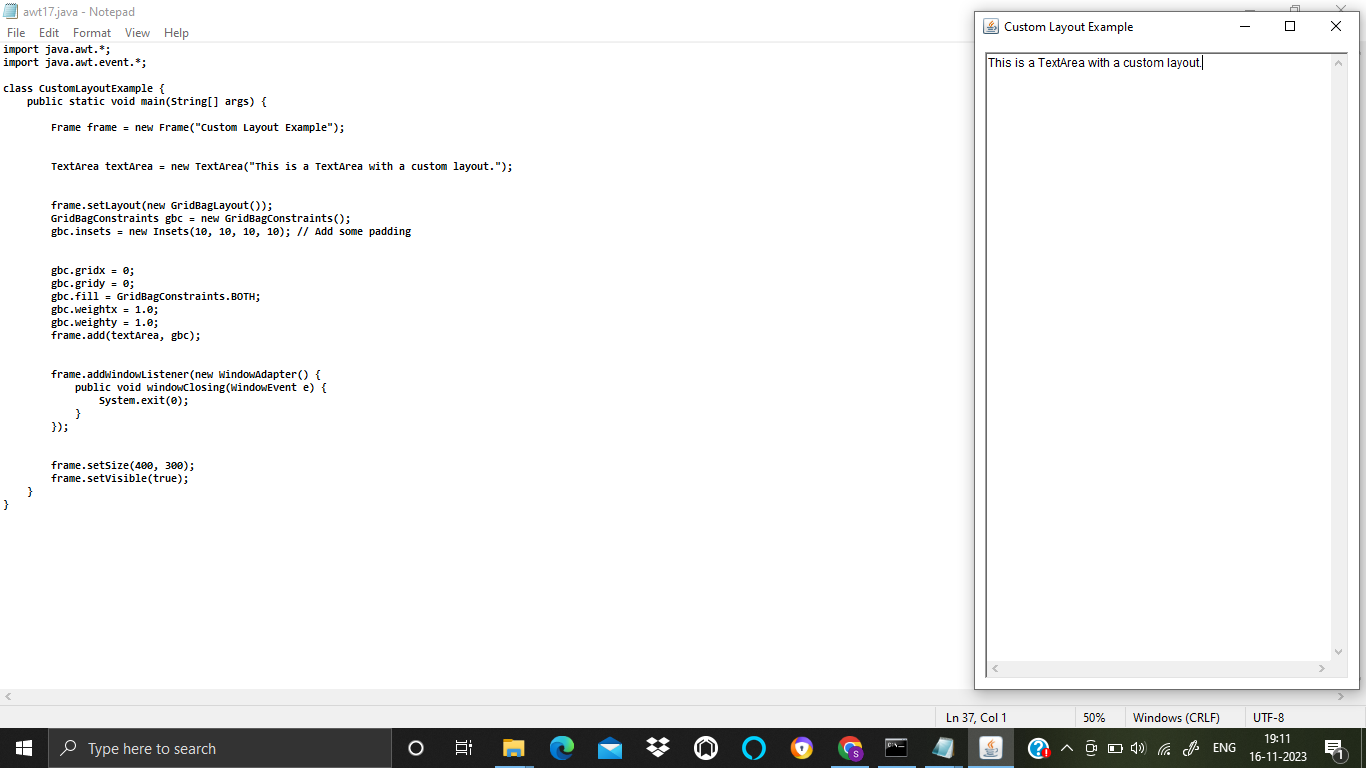 awt17.java - Notepad
File Edit Format View Help
import java.awt.*;
import java.awt.event.*;
class CustomLayoutExample {
    public static void main(String[] args) {
        Frame frame = new Frame("Custom Layout Example");
        TextArea textArea = new TextArea("This is a TextArea with a custom layout.");
        frame.setLayout(new GridBagLayout());
        GridBagConstraints gbc = new GridBagConstraints();
        gbc.insets = new Insets(10, 10, 10, 10); // Add some padding
        gbc.gridx = 0;
        gbc.gridy = 0;
        gbc.fill = GridBagConstraints.BOTH;
        gbc.weightx = 1.0;
        gbc.weighty = 1.0;
        frame.add(textArea, gbc);
        frame.addWindowListener(new WindowAdapter() {
            public void windowClosing(WindowEvent e) {
                System.exit(0);
            }
        });
        frame.setSize(400, 300);
        frame.setVisible(true);
    }
}
Custom Layout Example
This is a TextArea with a custom layout.
Ln 37, Col 1 50% Windows (CRLF) UTF-8
Type here to search
S
ENG
19:11
16-11-2023
1